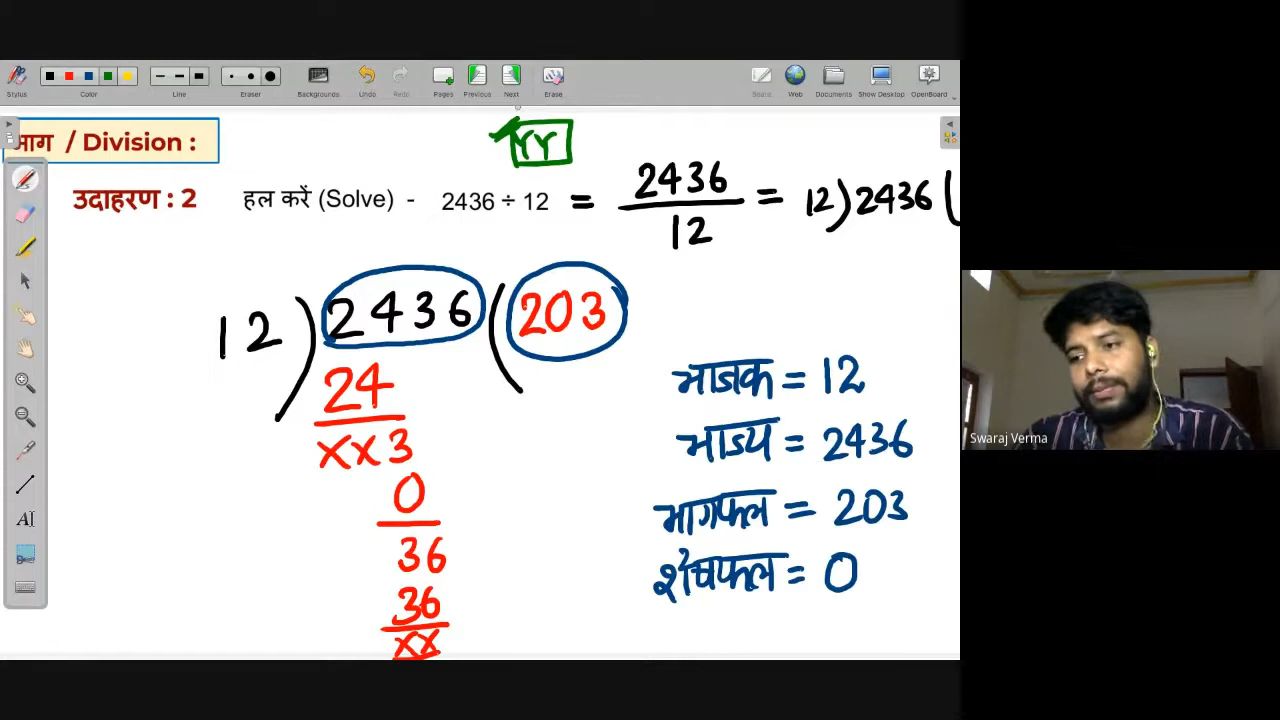 Stylus Color Line Eraser Backgrounds Undo Redo Pages Previous Next Erase Board Web Documents Show Desktop OpenBoard
भाग / Division :
YY
उदाहरण : 2 हल करें (Solve) - 2436 ÷ 12 = 2436/12 = 12)2436(
12)2436(203
24
xx3
0
36
36
xx
भाजक = 12
भाज्य = 2436
भागफल = 203
शेषफल = 0
Swaraj Verma